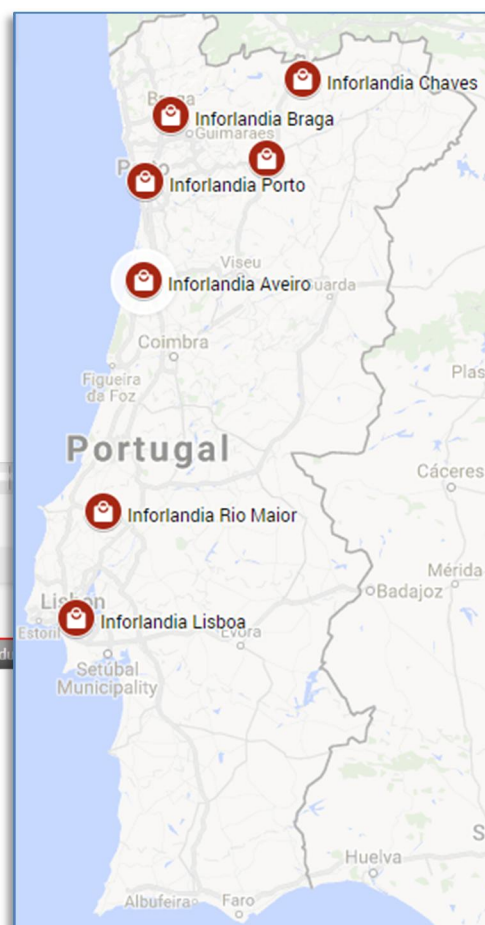 Inforlandia Chaves
Braga
Inforlandia Braga
Guimaraes
Porto
Inforlandia Porto
Viseu
Inforlandia Aveiro
Guarda
Coimbra
Figueira
da Foz
Plas
Portugal
Cáceres
Inforlandia Rio Maior
Mérida
Badajoz
Lisbon
Inforlandia Lisboa
Estoril
Evora
du
Setúbal
Municipality
S
Huelva
Albufeira
Faro